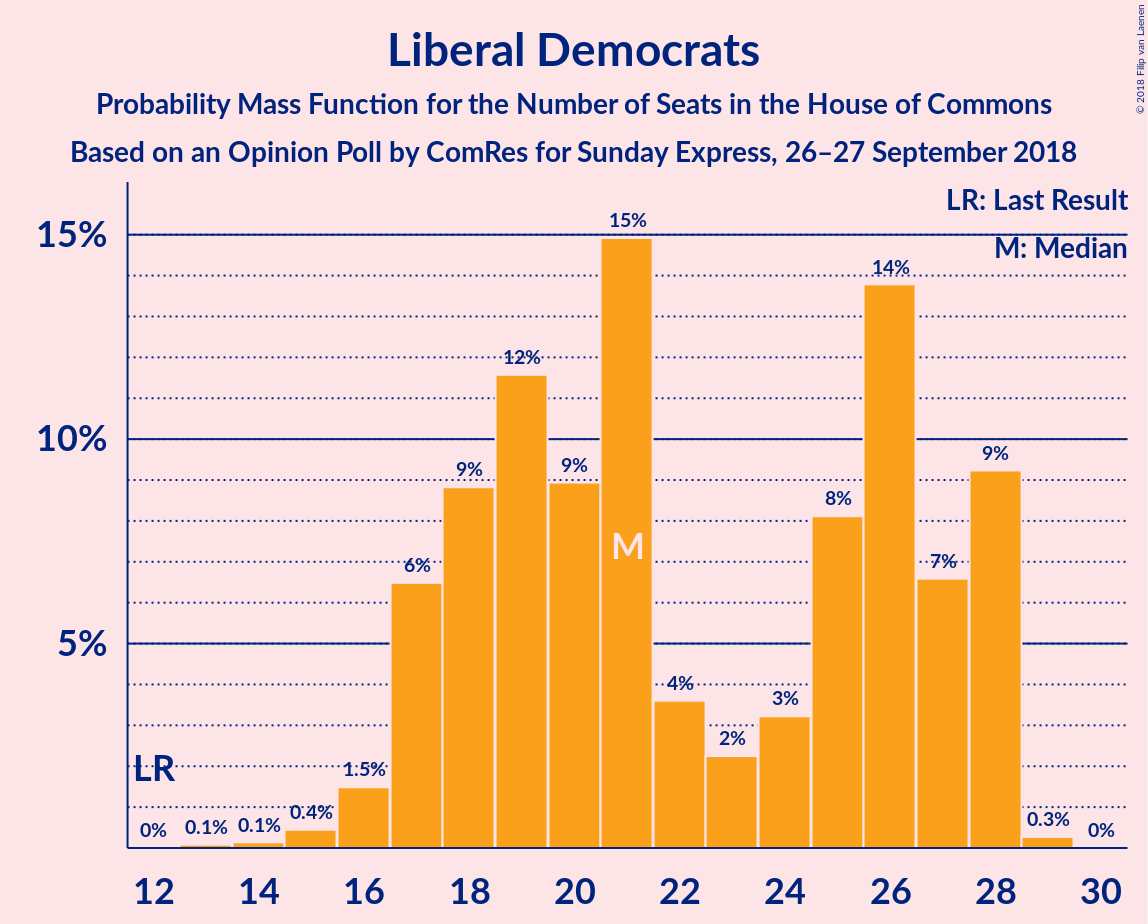 Liberal Democrats
Probability Mass Function for the Number of Seats in the House of Commons
Based on an Opinion Poll by ComRes for Sunday Express, 26–27 September 2018
© 2018 Filip van Laenen
LR: Last Result
M: Median
15%
10%
5%
LR
M
0%
0.1%
0.1%
0.4%
1.5%
6%
9%
12%
9%
15%
4%
2%
3%
8%
14%
7%
9%
0.3%
0%
12 14 16 18 20 22 24 26 28 30